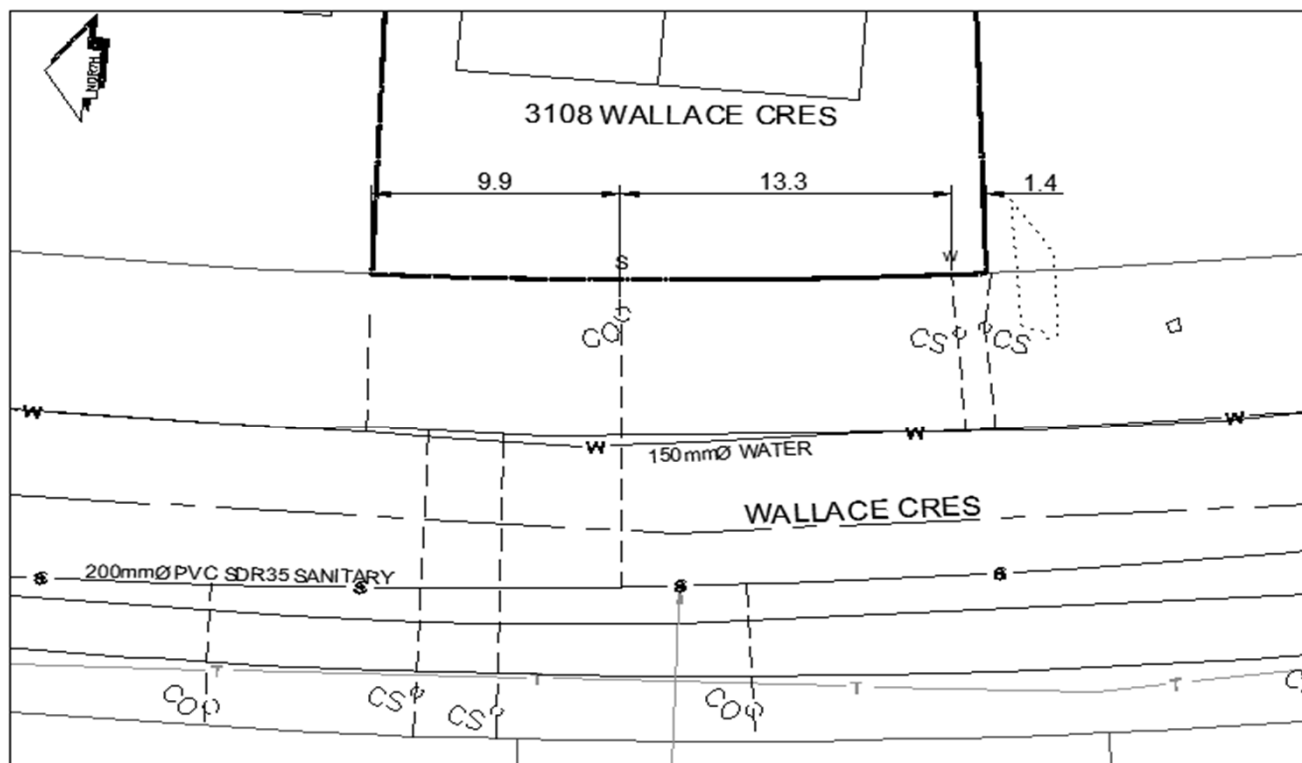 NORTH
3108 WALLACE CRES
9.9 13.3 1.4
S W
CO CS CS
W W W W
150mmØ WATER
WALLACE CRES
200mmØ PVC SDR35 SANITARY
S S S S
T T T T
CO CS CS CO